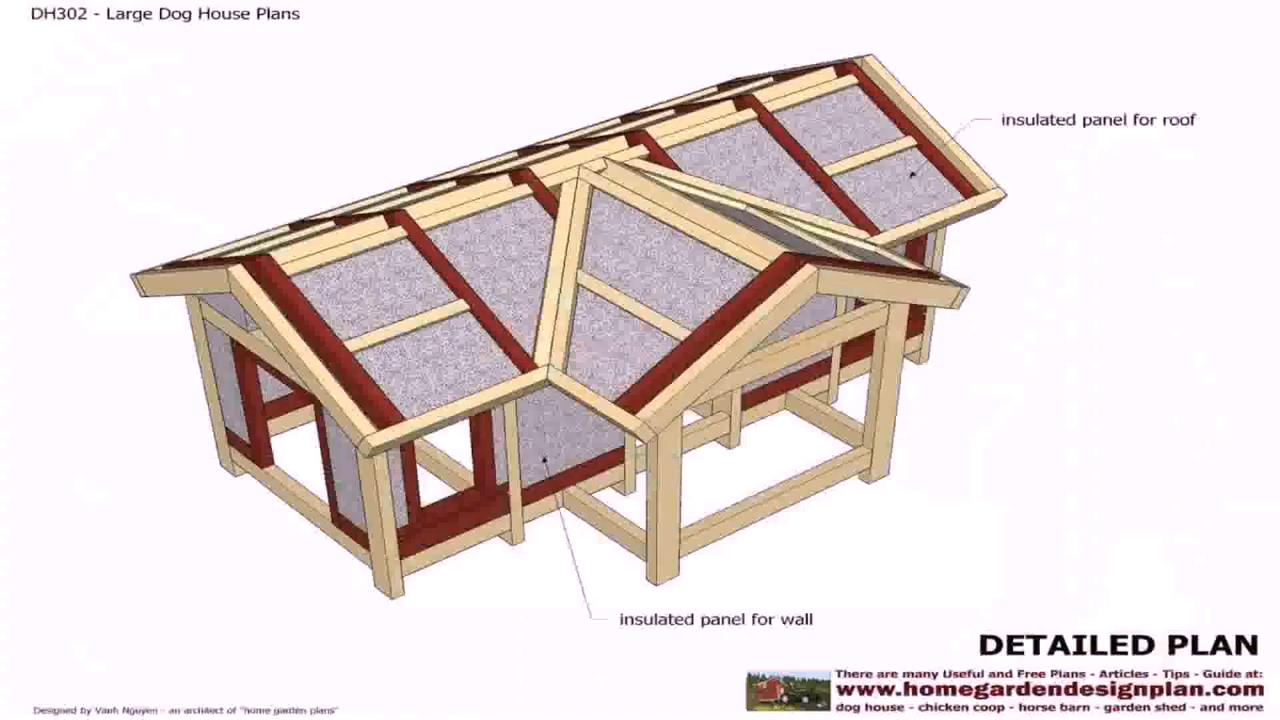 DH302 - Large Dog House Plans
insulated panel for roof
insulated panel for wall
DETAILED PLAN
There are many Useful and Free Plans - Articles - Tips - Guide at:
www.homegardendesignplan.com
dog house - chicken coop - horse barn - garden shed - and more
Designed by Vanh Nguyen - an architect of "home garden plans"